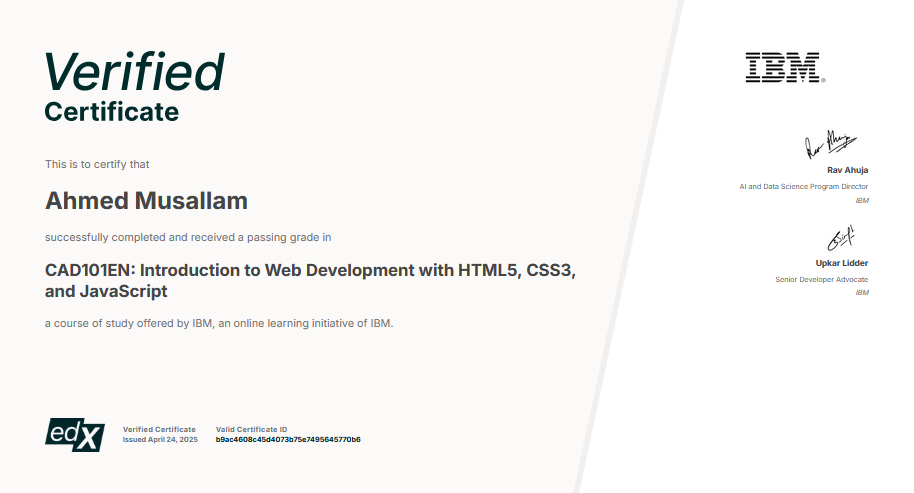 Verified
Certificate
This is to certify that
Ahmed Musallam
successfully completed and received a passing grade in
CAD101EN: Introduction to Web Development with HTML5, CSS3,
and JavaScript
a course of study offered by IBM, an online learning initiative of IBM.
edX
Verified Certificate
Issued April 24, 2025
Valid Certificate ID
b9ac4608c45d4073b75e7495645770b6
IBM®
Rav Ahuja
Rav Ahuja
AI and Data Science Program Director
IBM
Upkar Lidder
Senior Developer Advocate
IBM